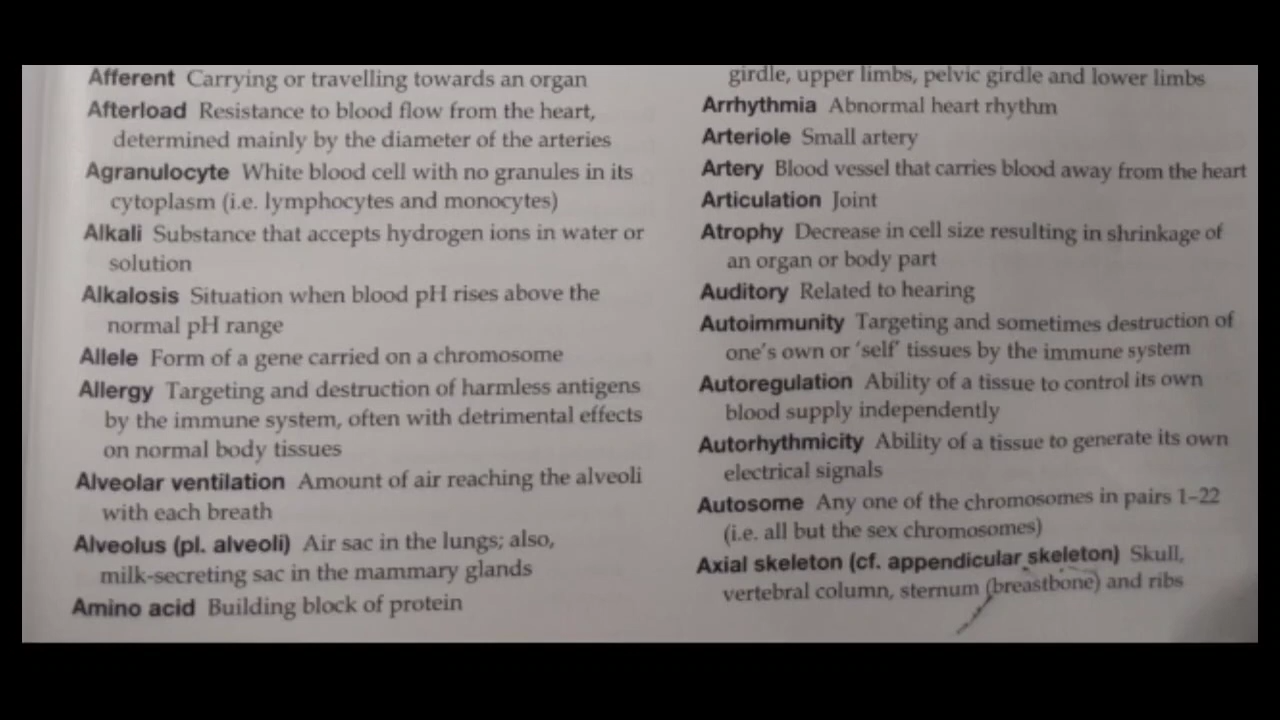 Afferent Carrying or travelling towards an organ
Afterload Resistance to blood flow from the heart,
determined mainly by the diameter of the arteries
Agranulocyte White blood cell with no granules in its
cytoplasm (i.e. lymphocytes and monocytes)
Alkali Substance that accepts hydrogen ions in water or
solution
Alkalosis Situation when blood pH rises above the
normal pH range
Allele Form of a gene carried on a chromosome
Allergy Targeting and destruction of harmless antigens
by the immune system, often with detrimental effects
on normal body tissues
Alveolar ventilation Amount of air reaching the alveoli
with each breath
Alveolus (pl. alveoli) Air sac in the lungs; also,
milk-secreting sac in the mammary glands
Amino acid Building block of protein
girdle, upper limbs, pelvic girdle and lower limbs
Arrhythmia Abnormal heart rhythm
Arteriole Small artery
Artery Blood vessel that carries blood away from the heart
Articulation Joint
Atrophy Decrease in cell size resulting in shrinkage of
an organ or body part
Auditory Related to hearing
Autoimmunity Targeting and sometimes destruction of
one's own or 'self' tissues by the immune system
Autoregulation Ability of a tissue to control its own
blood supply independently
Autorhythmicity Ability of a tissue to generate its own
electrical signals
Autosome Any one of the chromosomes in pairs 1–22
(i.e. all but the sex chromosomes)
Axial skeleton (cf. appendicular skeleton) Skull,
vertebral column, sternum (breastbone) and ribs